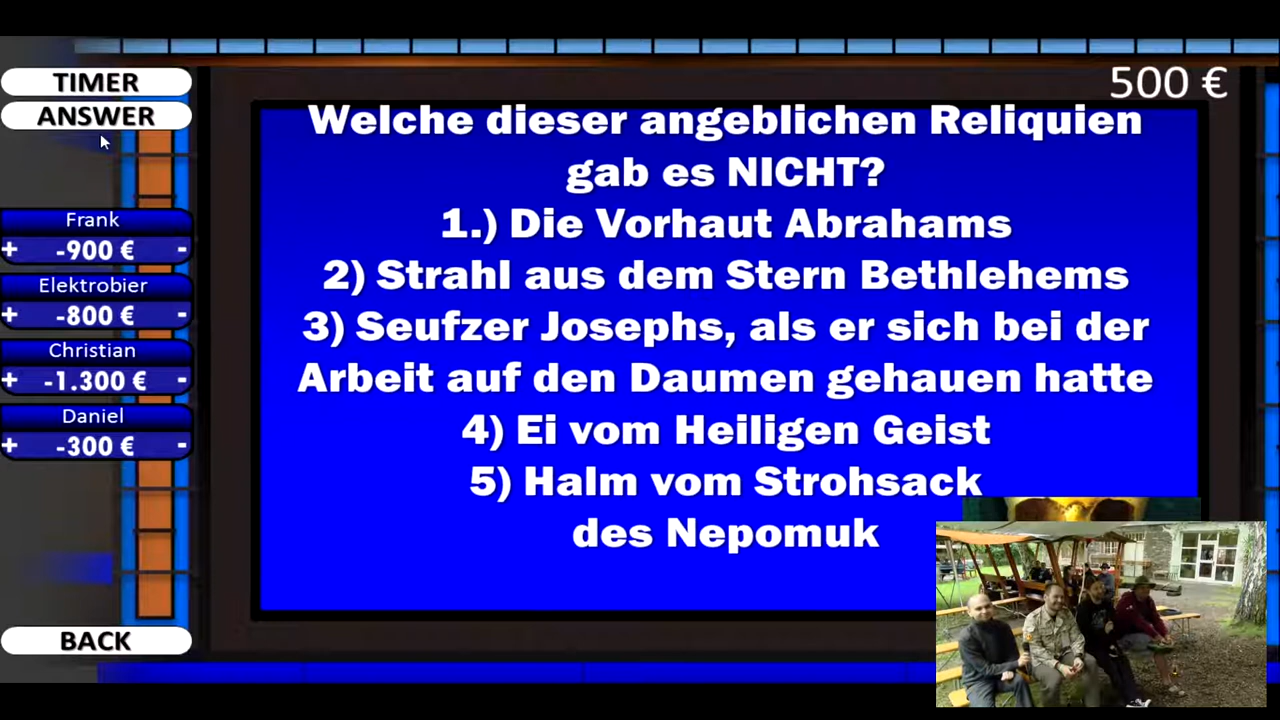 TIMER
ANSWER
500 €
Welche dieser angeblichen Reliquien
gab es NICHT?
1.) Die Vorhaut Abrahams
2) Strahl aus dem Stern Bethlehems
3) Seufzer Josephs, als er sich bei der
Arbeit auf den Daumen gehauen hatte
4) Ei vom Heiligen Geist
5) Halm vom Strohsack
des Nepomuk
Frank
+ -900 € -
Elektrobier
+ -800 € -
Christian
+ -1.300 € -
Daniel
+ -300 € -
BACK